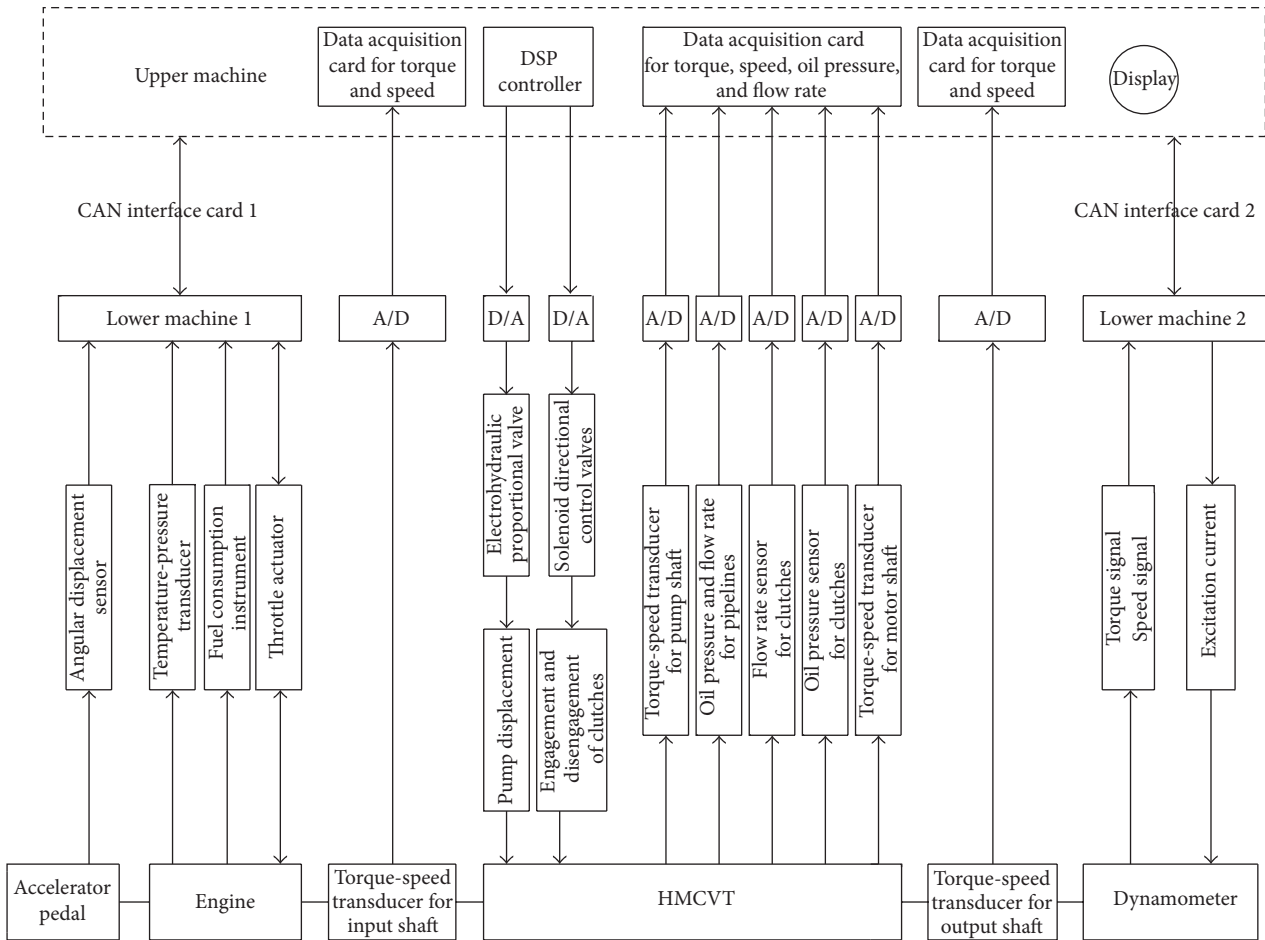 Upper machine
Data acquisition
card for torque
and speed
DSP
controller
Data acquisition card
for torque, speed, oil pressure,
and flow rate
Data acquisition
card for torque
and speed
Display
CAN interface card 1
CAN interface card 2
Lower machine 1
A/D
D/A
D/A
A/D
A/D
A/D
A/D
A/D
A/D
Lower machine 2
Electrohydraulic
proportional valve
Solenoid directional
control valves
Angular displacement
sensor
Temperature-pressure
transducer
Fuel consumption
instrument
Throttle actuator
Torque-speed transducer
for pump shaft
Oil pressure and flow rate
for pipelines
Flow rate sensor
for clutches
Oil pressure sensor
for clutches
Torque-speed transducer
for motor shaft
Torque signal
Speed signal
Excitation current
Pump displacement
Engagement and
disengagement
of clutches
Accelerator
pedal
Engine
Torque-speed
transducer for
input shaft
HMCVT
Torque-speed
transducer for
output shaft
Dynamometer